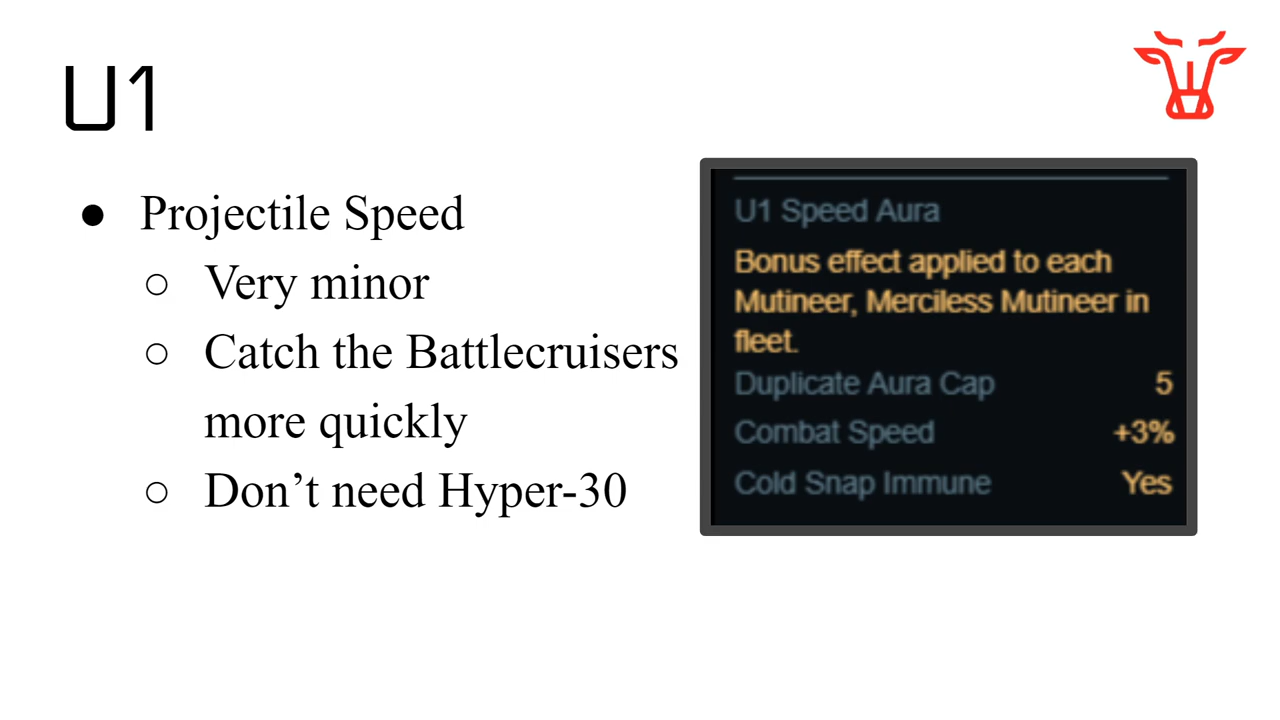 U1
● Projectile Speed
○ Very minor
○ Catch the Battlecruisers
more quickly
○ Don’t need Hyper-30
U1 Speed Aura
Bonus effect applied to each
Mutineer, Merciless Mutineer in
fleet.
Duplicate Aura Cap 5
Combat Speed +3%
Cold Snap Immune Yes